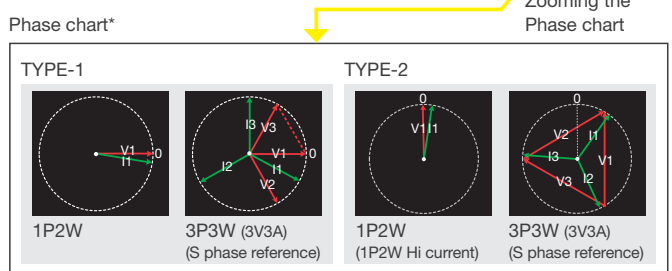 Zooming the
Phase chart
Phase chart*
TYPE-1
TYPE-2
V1
I1
0
I3
V3
V1
0
I2
I1
V2
0
V1
I1
0
V2
I1
I3
V1
V3
I2
1P2W
3P3W (3V3A)
(S phase reference)
1P2W
(1P2W Hi current)
3P3W (3V3A)
(S phase reference)